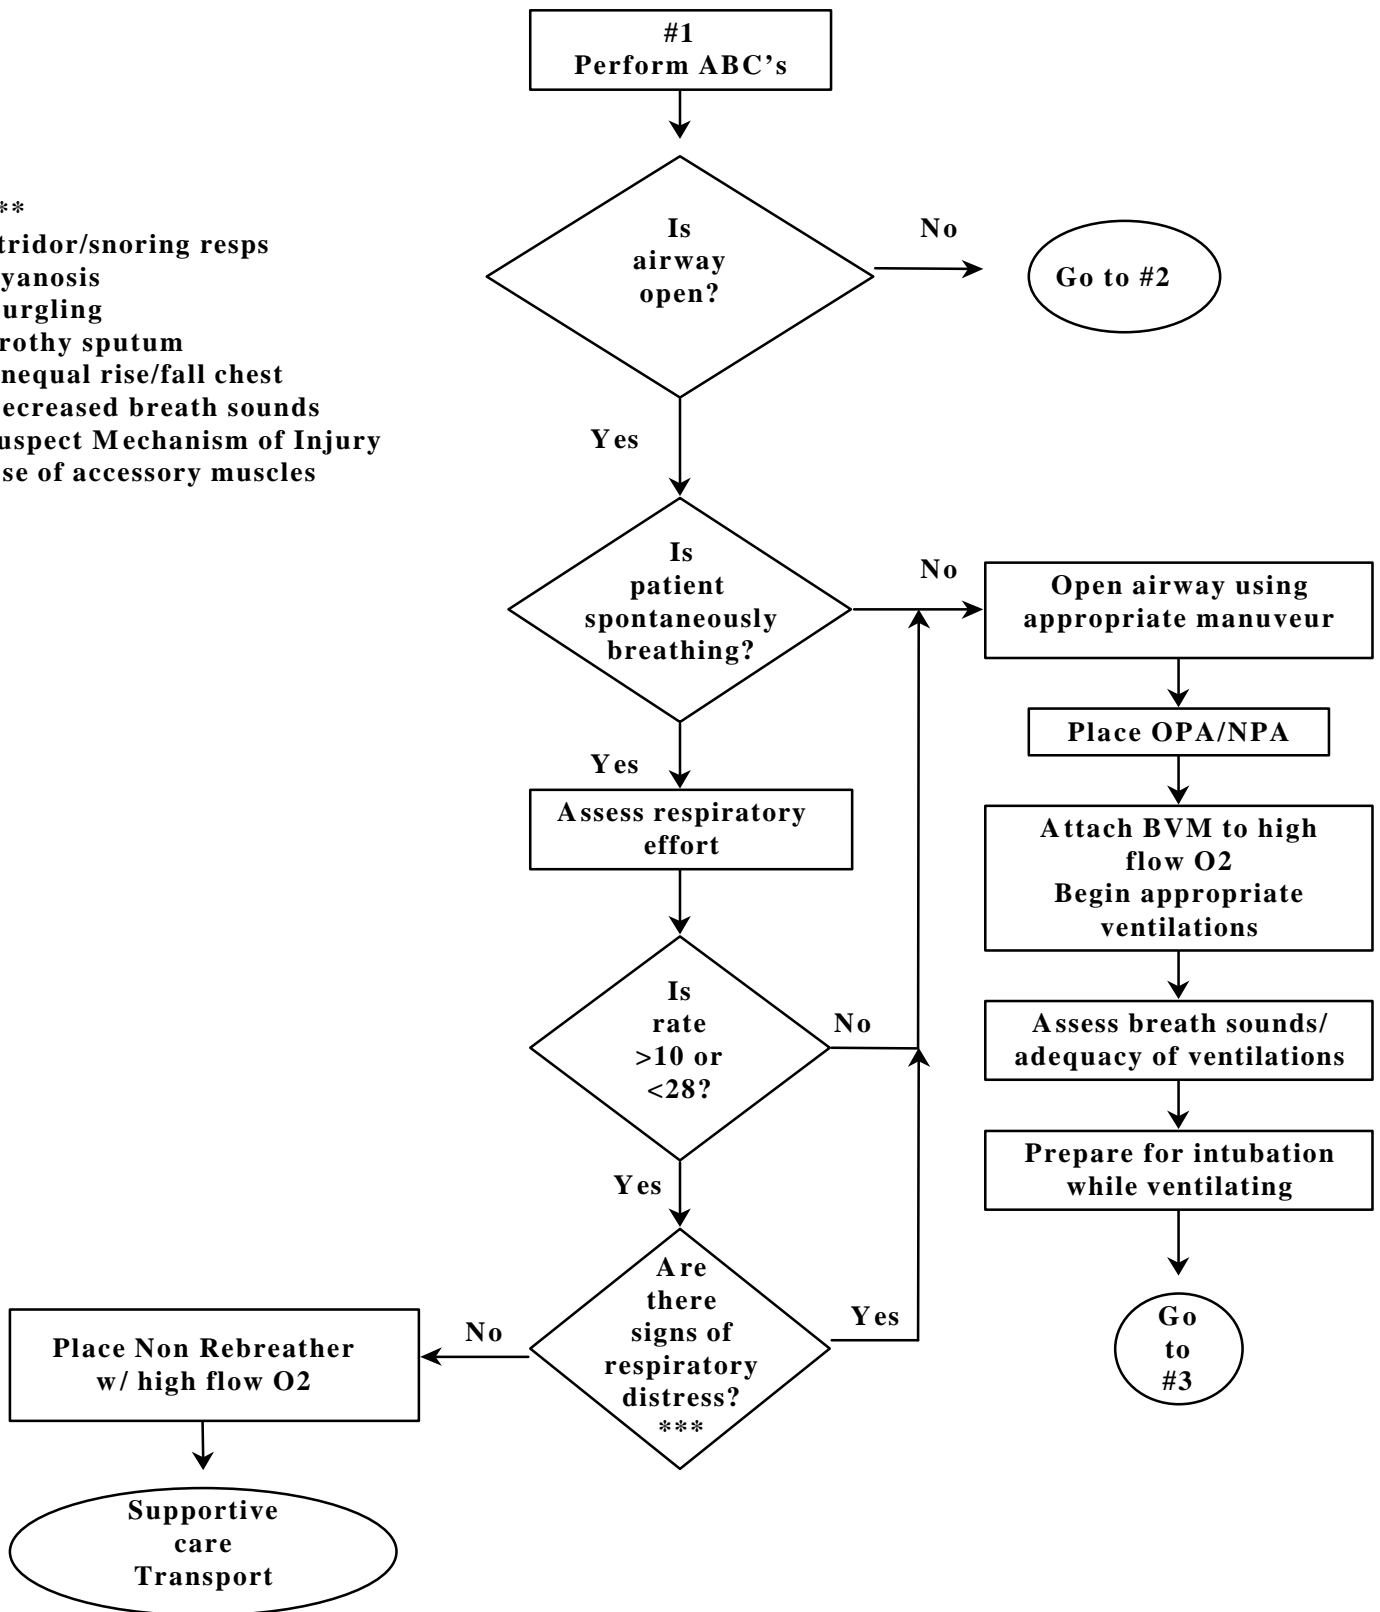 #1
Perform ABC's
Is
airway
open?
No
Go to #2
**
tridor/snoring resps
yanosis
urgling
rothy sputum
nequal rise/fall chest
ecreased breath sounds
uspect Mechanism of Injury
se of accessory muscles
Yes
Is
patient
spontaneously
breathing?
No
Open airway using
appropriate manuveur
Place OPA/NPA
Yes
Assess respiratory
effort
Attach BVM to high
flow O2
Begin appropriate
ventilations
Is
rate
>10 or
<28?
No
Assess breath sounds/
adequacy of ventilations
Yes
Prepare for intubation
while ventilating
Are
there
signs of
respiratory
distress?
***
Yes
No
Go
to
#3
Place Non Rebreather
w/ high flow O2
Supportive
care
Transport